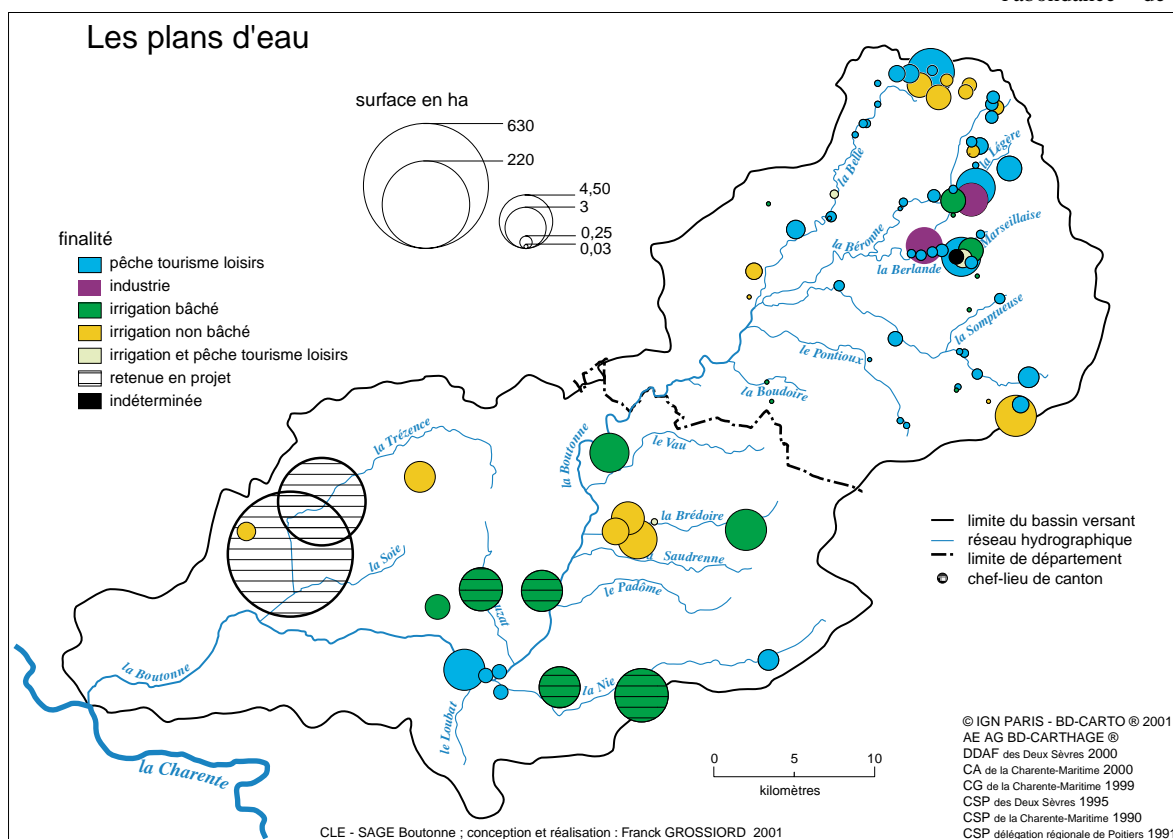 l'abondance de
Les plans d'eau
surface en ha
630
220
4,50
3
0,25
0,03
finalité
pêche tourisme loisirs
industrie
irrigation bâché
irrigation non bâché
irrigation et pêche tourisme loisirs
retenue en projet
indéterminée
la Belle
la Légère
la Béronne
Marseillaise
la Berlande
la Somptueuse
le Pontioux
la Boudoire
la Boutonne
le Vau
la Trézence
la Brédoire
la Soie
Saudrenne
le Padôme
la Boutonne
la Nie
le Loubat
la Charente
limite du bassin versant
réseau hydrographique
limite de département
chef-lieu de canton
0 5 10
kilomètres
© IGN PARIS - BD-CARTO ® 2001
AE AG BD-CARTHAGE ®
DDAF des Deux Sèvres 2000
CA de la Charente-Maritime 2000
CG de la Charente-Maritime 1999
CSP des Deux Sèvres 1995
CSP de la Charente-Maritime 1990
CSP délégation régionale de Poitiers 199
CLE - SAGE Boutonne ; conception et réalisation : Franck GROSSIORD 2001